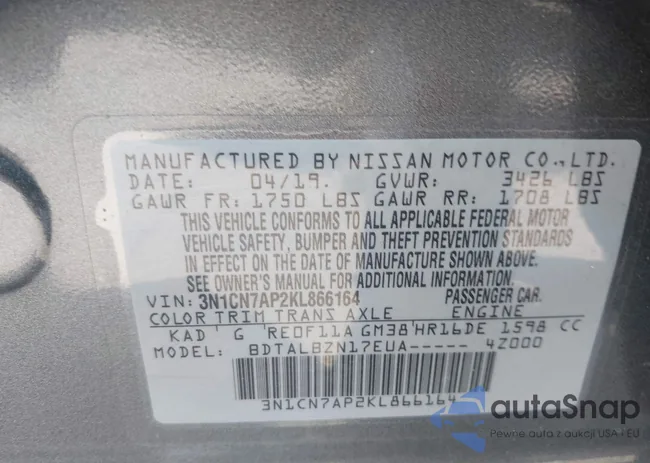 MANUFACTURED BY NISSAN MOTOR CO.,LTD.
DATE: 04/19. GVWR: 3426 LBS
GAWR FR: 1750 LBS GAWR RR: 1708 LBS
THIS VEHICLE CONFORMS TO ALL APPLICABLE FEDERAL MOTOR
VEHICLE SAFETY, BUMPER AND THEFT PREVENTION STANDARDS
IN EFFECT ON THE DATE OF MANUFACTURE SHOWN ABOVE.
SEE OWNER'S MANUAL FOR ADDITIONAL INFORMATION.
VIN: 3N1CN7AP2KL866164 PASSENGER CAR.
COLOR TRIM TRANS AXLE ENGINE
KAD G RE0F11A GM38 HR16DE 1598 CC
MODEL: BDTALBZN17EUA----- 4Z000
3N1CN7AP2KL866164
autaSnap
Pewne auta z aukcji USA i EU